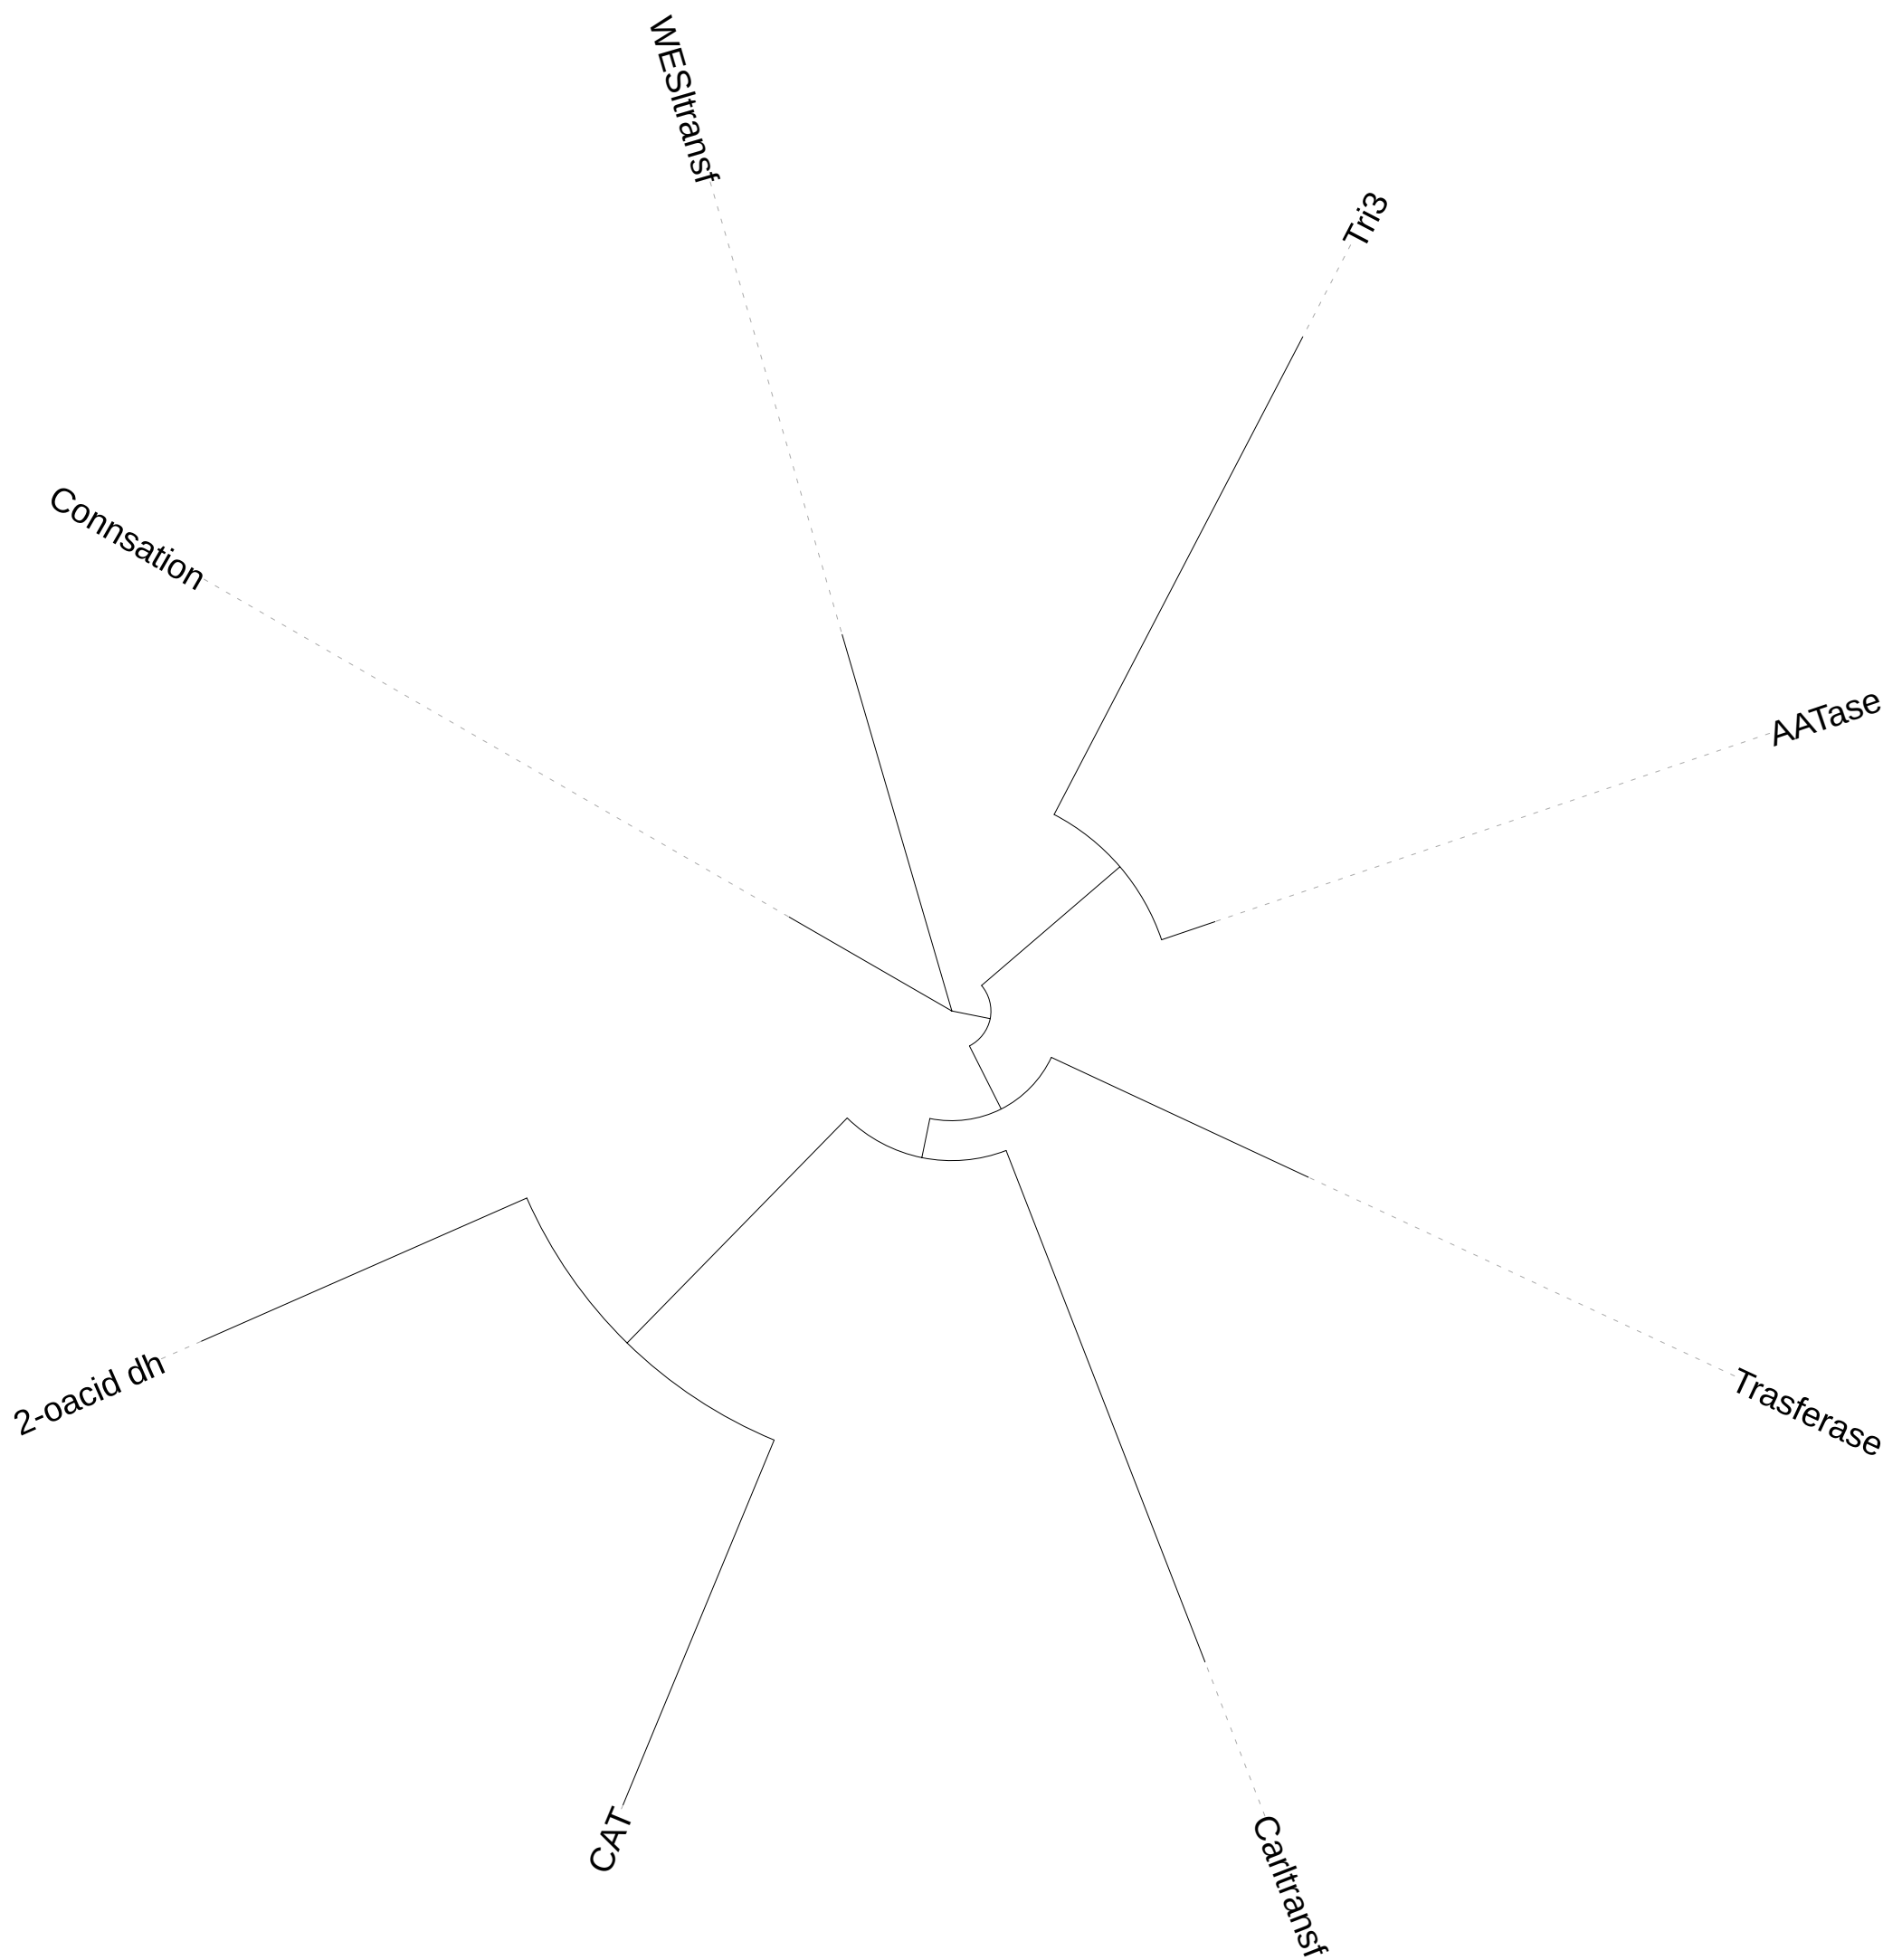 WESltransf
Tri3
Connsation
AATase
2-oacid dh
Trasferase
CAT
Carltransf